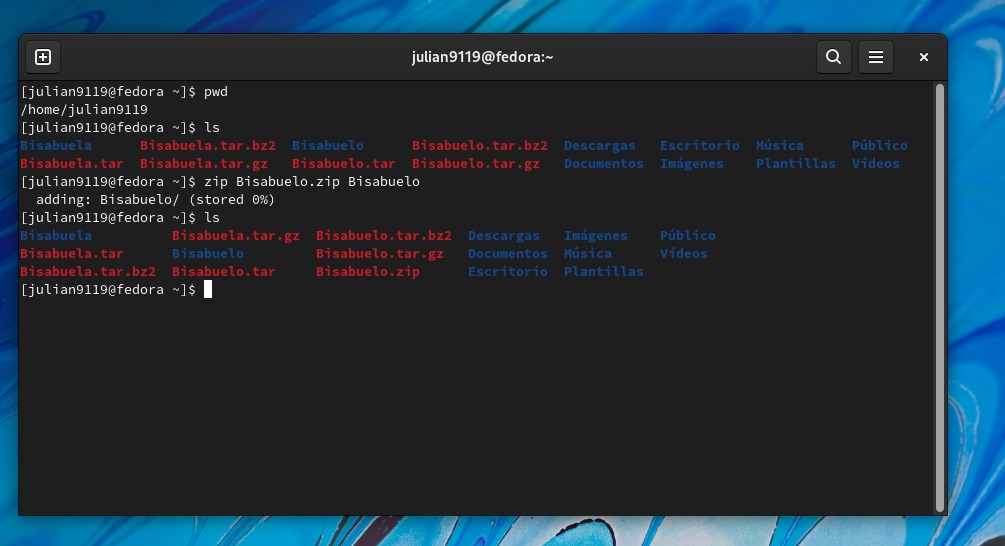 julian9119@fedora:~
[julian9119@fedora ~]$ pwd
/home/julian9119
[julian9119@fedora ~]$ ls
Bisabuela      Bisabuela.tar.bz2  Bisabuelo      Bisabuelo.tar.bz2  Descargas   Escritorio  Música      Público
Bisabuela.tar  Bisabuela.tar.gz   Bisabuelo.tar  Bisabuelo.tar.gz   Documentos  Imágenes    Plantillas  Vídeos
[julian9119@fedora ~]$ zip Bisabuelo.zip Bisabuelo
  adding: Bisabuelo/ (stored 0%)
[julian9119@fedora ~]$ ls
Bisabuela          Bisabuela.tar.gz  Bisabuelo.tar.bz2  Descargas   Imágenes    Público
Bisabuela.tar      Bisabuelo         Bisabuelo.tar.gz   Documentos  Música      Vídeos
Bisabuela.tar.bz2  Bisabuelo.tar     Bisabuelo.zip      Escritorio  Plantillas
[julian9119@fedora ~]$